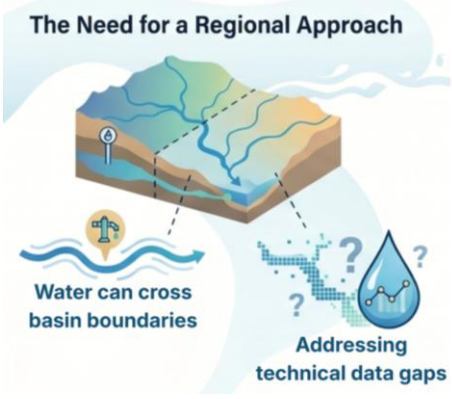 The Need for a Regional Approach
Water can cross
basin boundaries
? ? ?
Addressing
technical data gaps